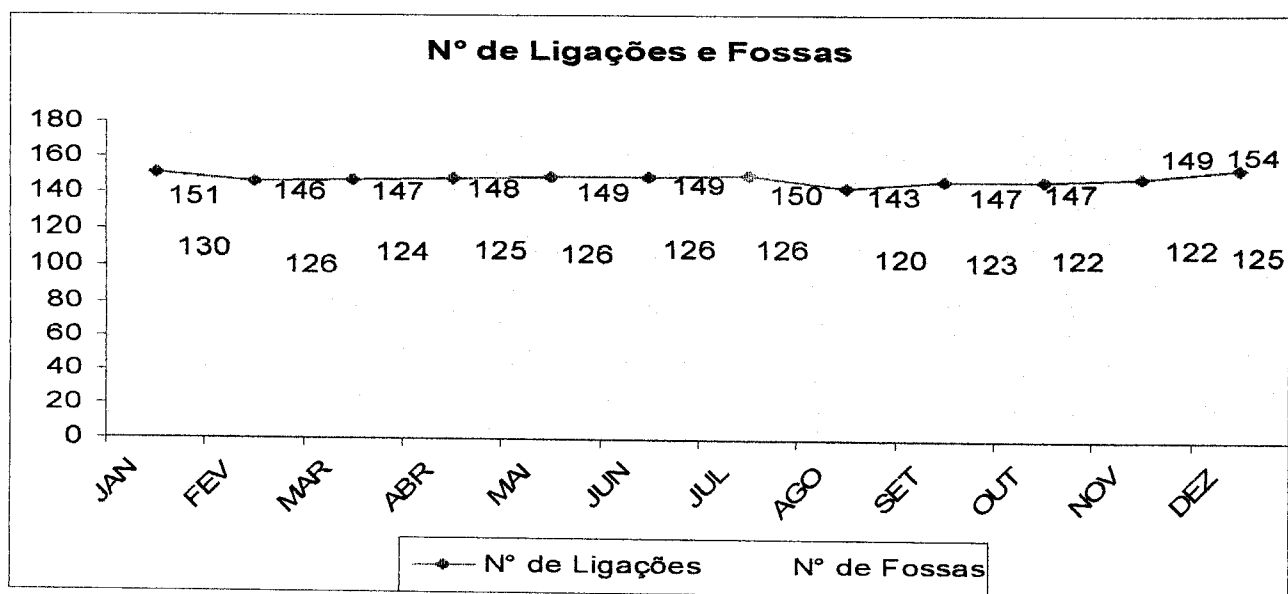 Nº de Ligações e Fossas
180
160
140
120
100
80
60
40
20
0
151 146 147 148 149 149 150 143 147 147 149 154
130 126 124 125 126 126 126 120 123 122 122 125
JAN FEV MAR ABR MAI JUN JUL AGO SET OUT NOV DEZ
Nº de Ligações Nº de Fossas